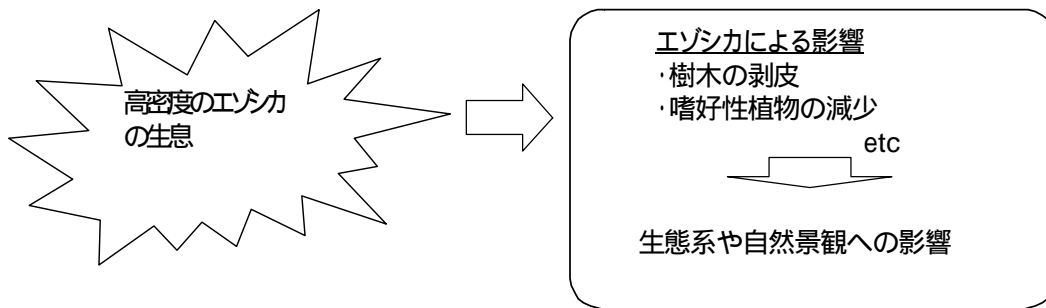 高密度のエゾシカ
の生息
エゾシカによる影響
・樹木の剥皮
・嗜好性植物の減少
etc
生態系や自然景観への影響